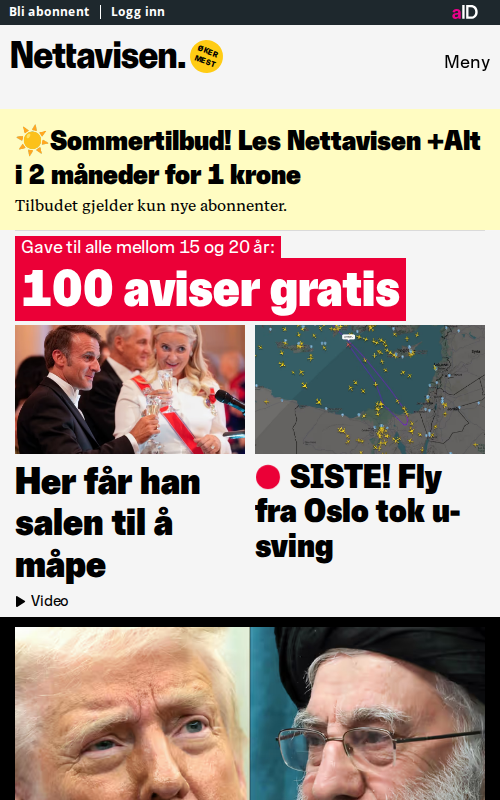 Bli abonnent | Logg inn
aID
Nettavisen.
ØKER
MEST
Meny
☀️Sommertilbud! Les Nettavisen +Alt
i 2 måneder for 1 krone
Tilbudet gjelder kun nye abonnenter.
Gave til alle mellom 15 og 20 år:
100 aviser gratis
Her får han
salen til å
måpe
Video
🔴 SISTE! Fly
fra Oslo tok u-
sving